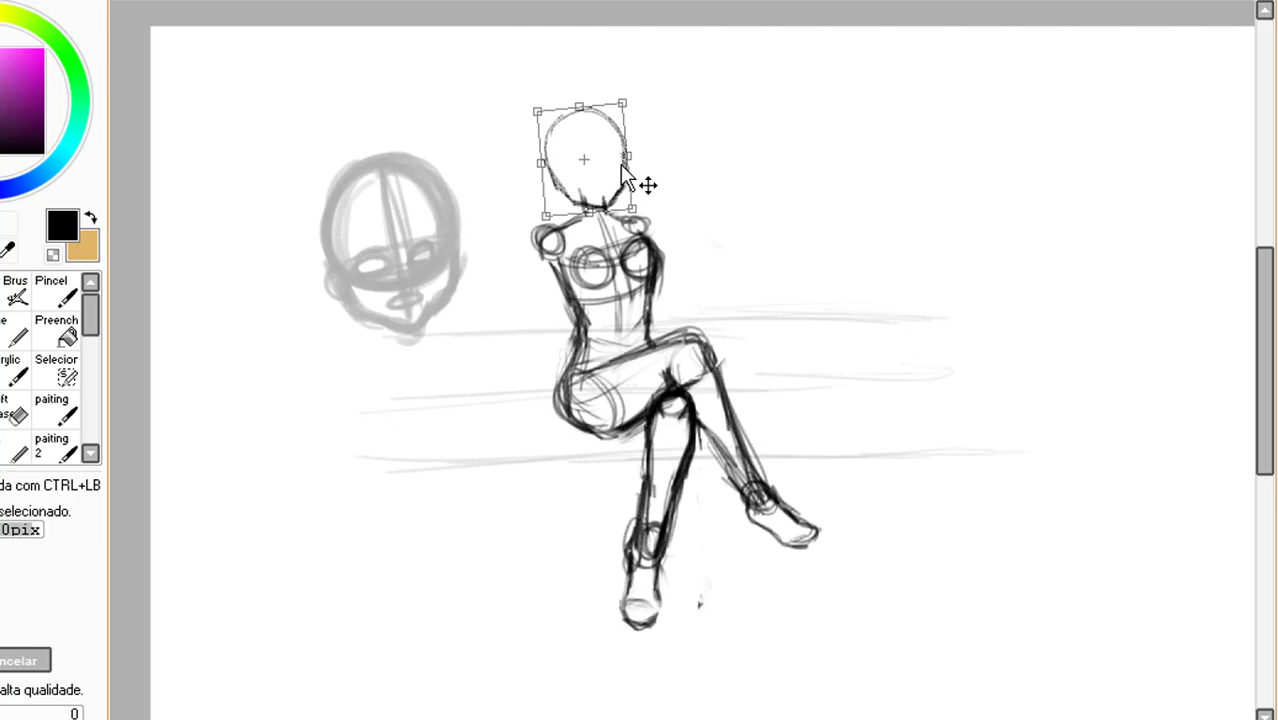 Brus Pincel
e Preench
rylic Selecior
ft paiting
ase
paiting
2
da com CTRL+LB
selecionado.
0pix
ncelar
alta qualidade.
0